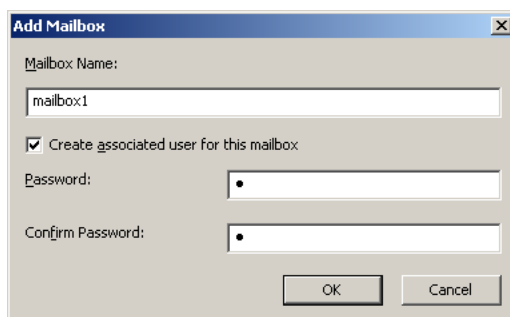 Add Mailbox
Mailbox Name:
mailbox1
Create associated user for this mailbox
Password:
•
Confirm Password:
•
OK Cancel